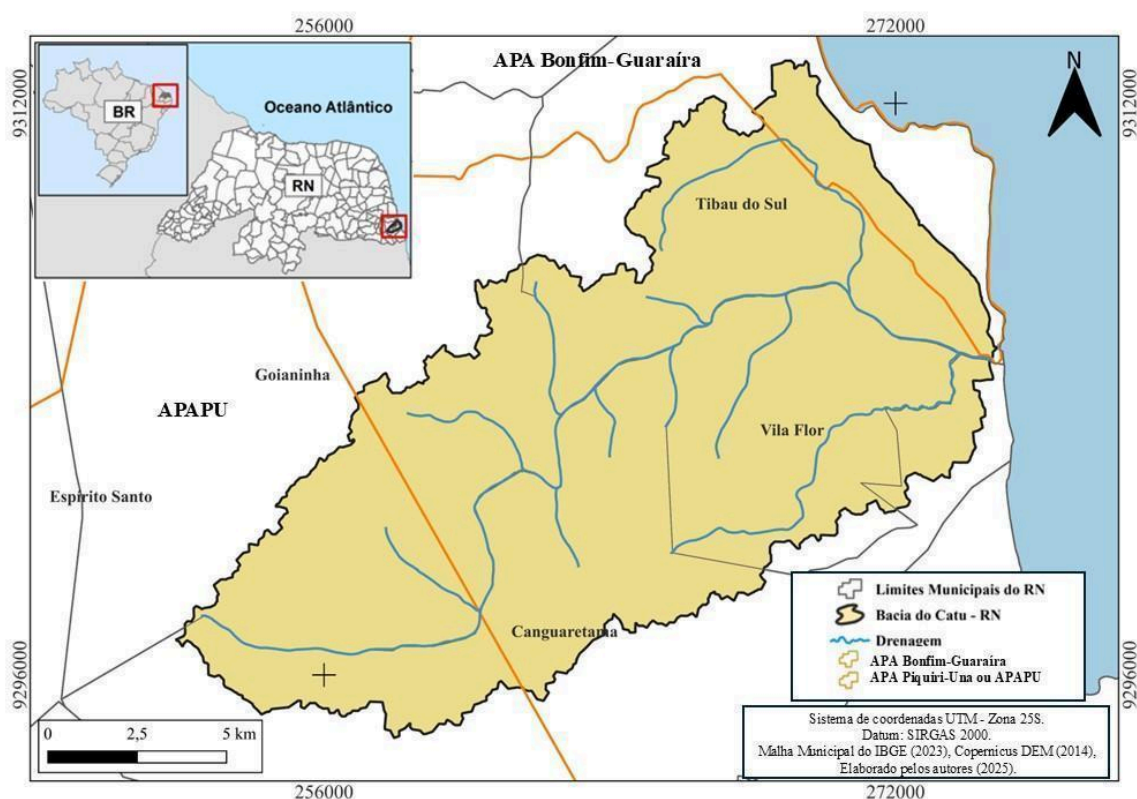 256000
272000
APA Bonfim-Guaraíra
N
9312000
9312000
Oceano Atlântico
BR
RN
Tibau do Sul
Goianinha
APAPU
Vila Flor
Espírito Santo
Canguaretama
Limites Municipais do RN
Bacia do Catu - RN
Drenagem
APA Bonfim-Guaraíra
APA Piquiri-Una ou APAPU
9296000
9296000
0 2,5 5 km
Sistema de coordenadas UTM - Zona 25S.
Datum: SIRGAS 2000.
Malha Municipal do IBGE (2023), Copernicus DEM (2014),
Elaborado pelos autores (2025).
256000
272000